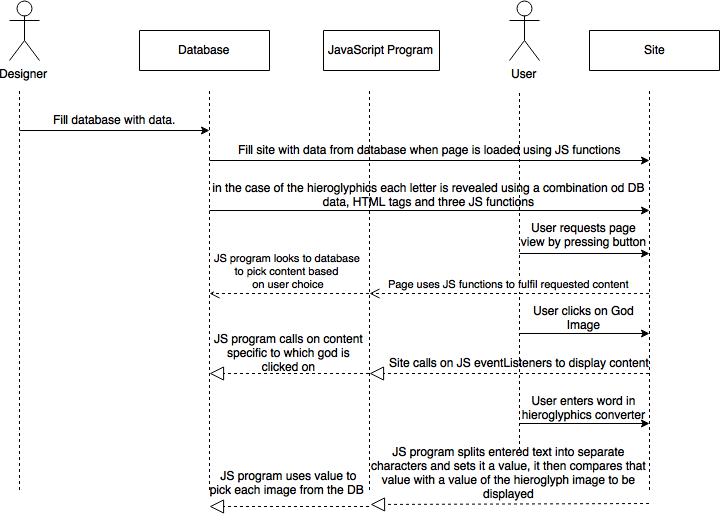 Designer
Database
JavaScript Program
User
Site
Fill database with data.
Fill site with data from database when page is loaded using JS functions
in the case of the hieroglyphics each letter is revealed using a combination od DB
data, HTML tags and three JS functions
User requests page
view by pressing button
JS program looks to database
to pick content based
on user choice
Page uses JS functions to fulfil requested content
User clicks on God
Image
JS program calls on content
specific to which god is
clicked on
Site calls on JS eventListeners to display content
User enters word in
hieroglyphics converter
JS program splits entered text into separate
characters and sets it a value, it then compares that
value with a value of the hieroglyph image to be
displayed
JS program uses value to
pick each image from the DB